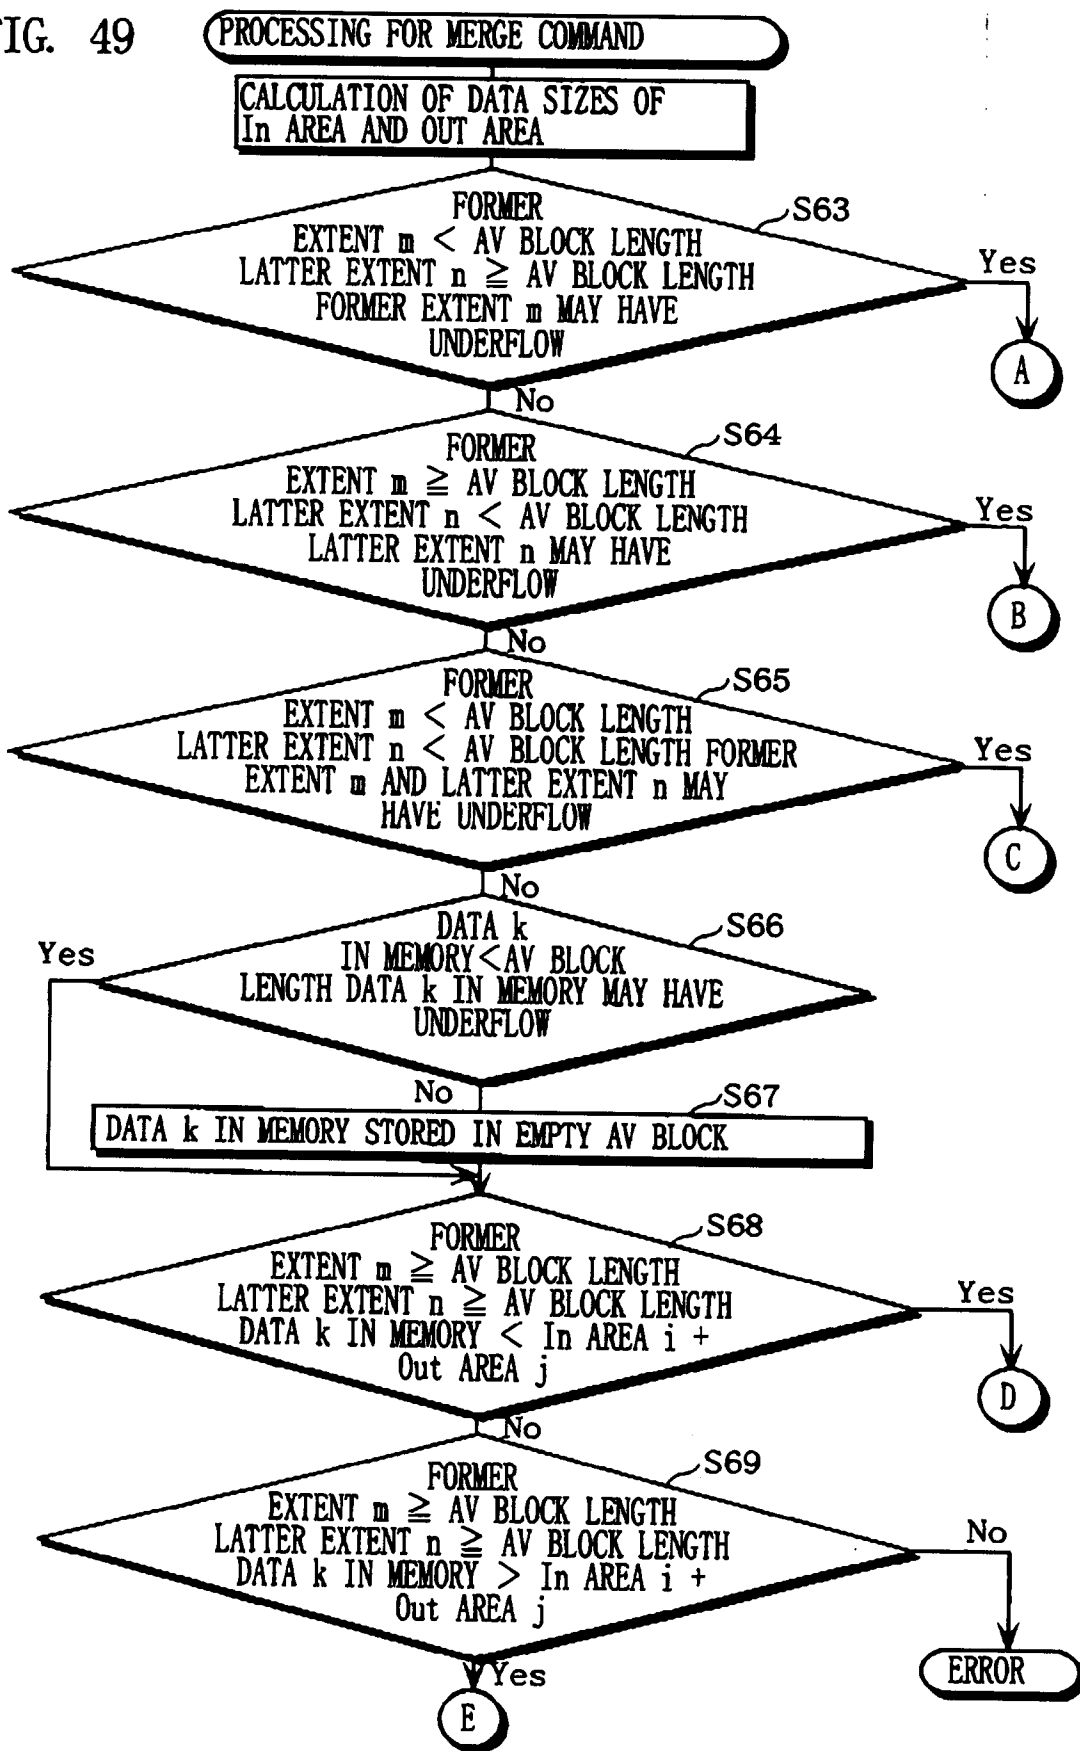 FIG. 49
PROCESSING FOR MERGE COMMAND
CALCULATION OF DATA SIZES OF
In AREA AND OUT AREA
S63
FORMER
EXTENT m < AV BLOCK LENGTH
LATTER EXTENT n ≧ AV BLOCK LENGTH
FORMER EXTENT m MAY HAVE
UNDERFLOW
Yes
A
No
S64
FORMER
EXTENT m ≧ AV BLOCK LENGTH
LATTER EXTENT n < AV BLOCK LENGTH
LATTER EXTENT n MAY HAVE
UNDERFLOW
Yes
B
No
S65
FORMER
EXTENT m < AV BLOCK LENGTH
LATTER EXTENT n < AV BLOCK LENGTH FORMER
EXTENT m AND LATTER EXTENT n MAY
HAVE UNDERFLOW
Yes
C
No
S66
DATA k
IN MEMORY<AV BLOCK
LENGTH DATA k IN MEMORY MAY HAVE
UNDERFLOW
Yes
No
S67
DATA k IN MEMORY STORED IN EMPTY AV BLOCK
S68
FORMER
EXTENT m ≧ AV BLOCK LENGTH
LATTER EXTENT n ≧ AV BLOCK LENGTH
DATA k IN MEMORY < In AREA i +
Out AREA j
Yes
D
No
S69
FORMER
EXTENT m ≧ AV BLOCK LENGTH
LATTER EXTENT n ≧ AV BLOCK LENGTH
DATA k IN MEMORY > In AREA i +
Out AREA j
No
ERROR
Yes
E